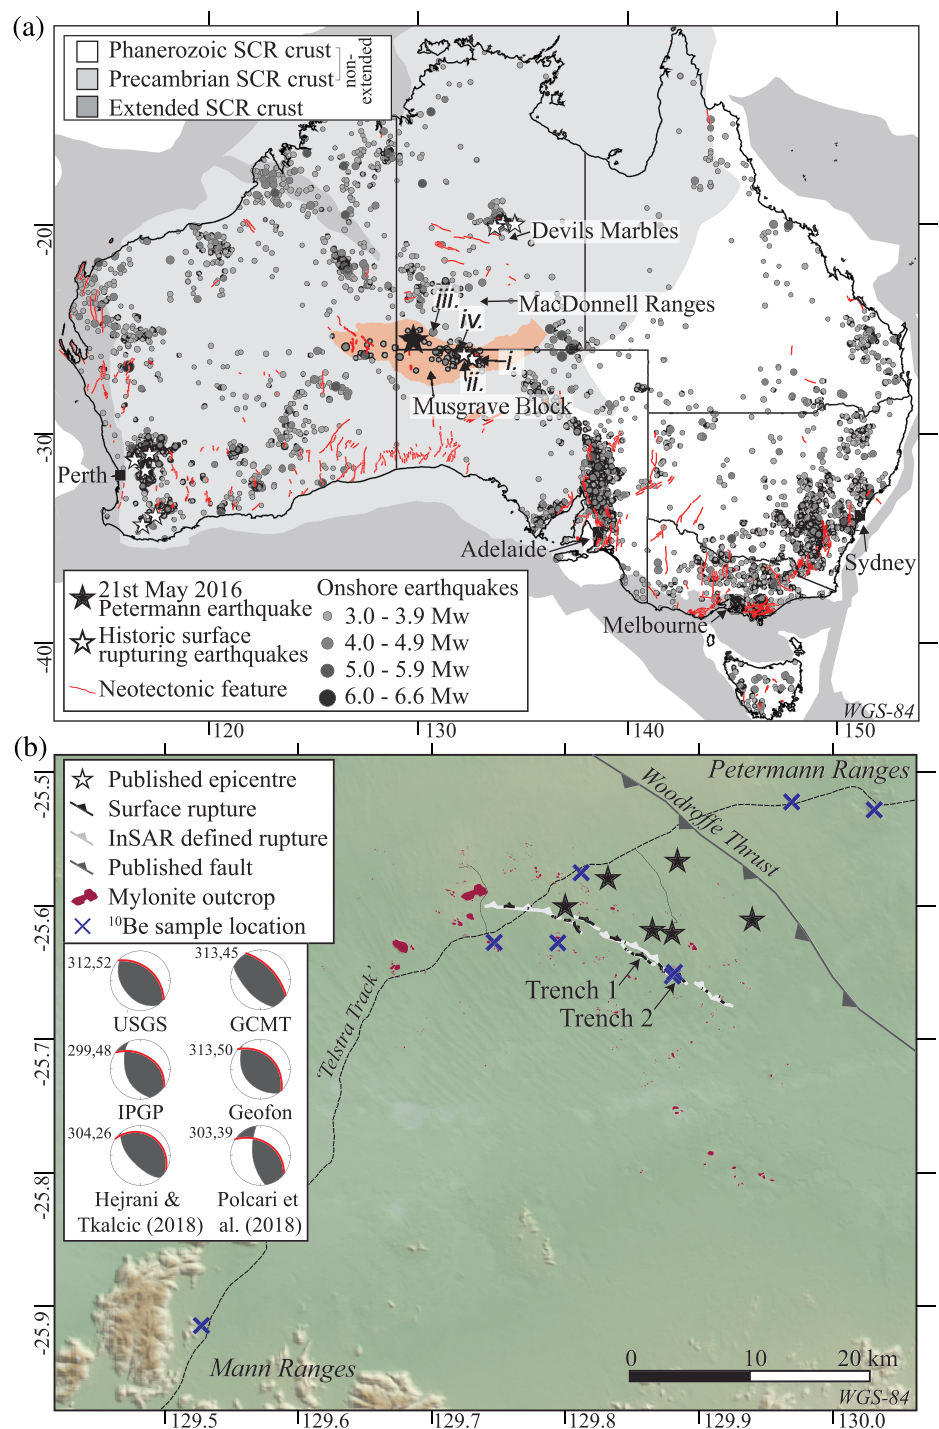 (a)
Phanerozoic SCR crust
Precambrian SCR crust
non-
extended
Extended SCR crust
-20
-30
-40
Devils Marbles
iii.
MacDonnell Ranges
iv.
i.
ii.
Musgrave Block
Perth
Adelaide
Sydney
Melbourne
21st May 2016
Petermann earthquake
Historic surface
rupturing earthquakes
Neotectonic feature
Onshore earthquakes
3.0 - 3.9 Mw
4.0 - 4.9 Mw
5.0 - 5.9 Mw
6.0 - 6.6 Mw
WGS-84
120
130
140
150
(b)
Published epicentre
Surface rupture
InSAR defined rupture
Published fault
Mylonite outcrop
10Be sample location
312,52
USGS
313,45
GCMT
299,48
IPGP
313,50
Geofon
304,26
Hejrani &
Tkalcic (2018)
303,39
Polcari et
al. (2018)
Petermann Ranges
Woodroffe Thrust
Trench 1
Trench 2
'Telstra Track'
Mann Ranges
-25.5
-25.6
-25.7
-25.8
-25.9
0
10
20 km
WGS-84
129.5
129.6
129.7
129.8
129.9
130.0